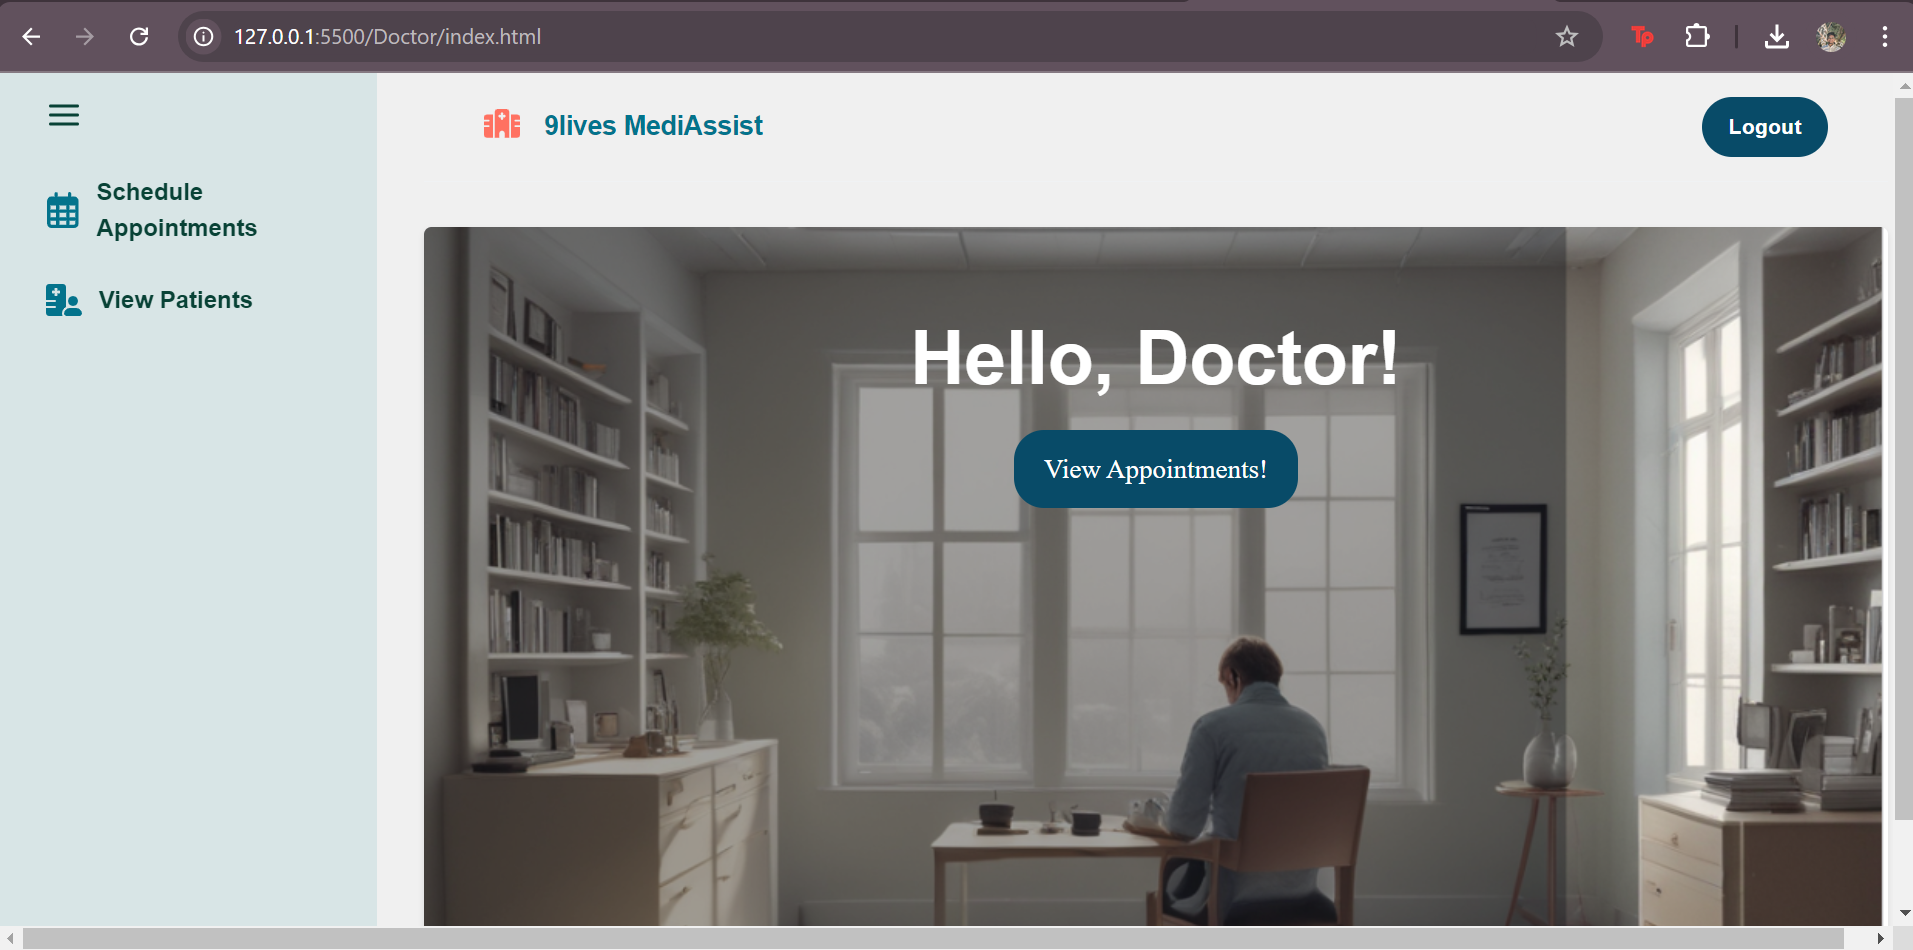 127.0.0.1:5500/Doctor/index.html
Tp
9lives MediAssist
Logout
Schedule
Appointments
View Patients
Hello, Doctor!
View Appointments!